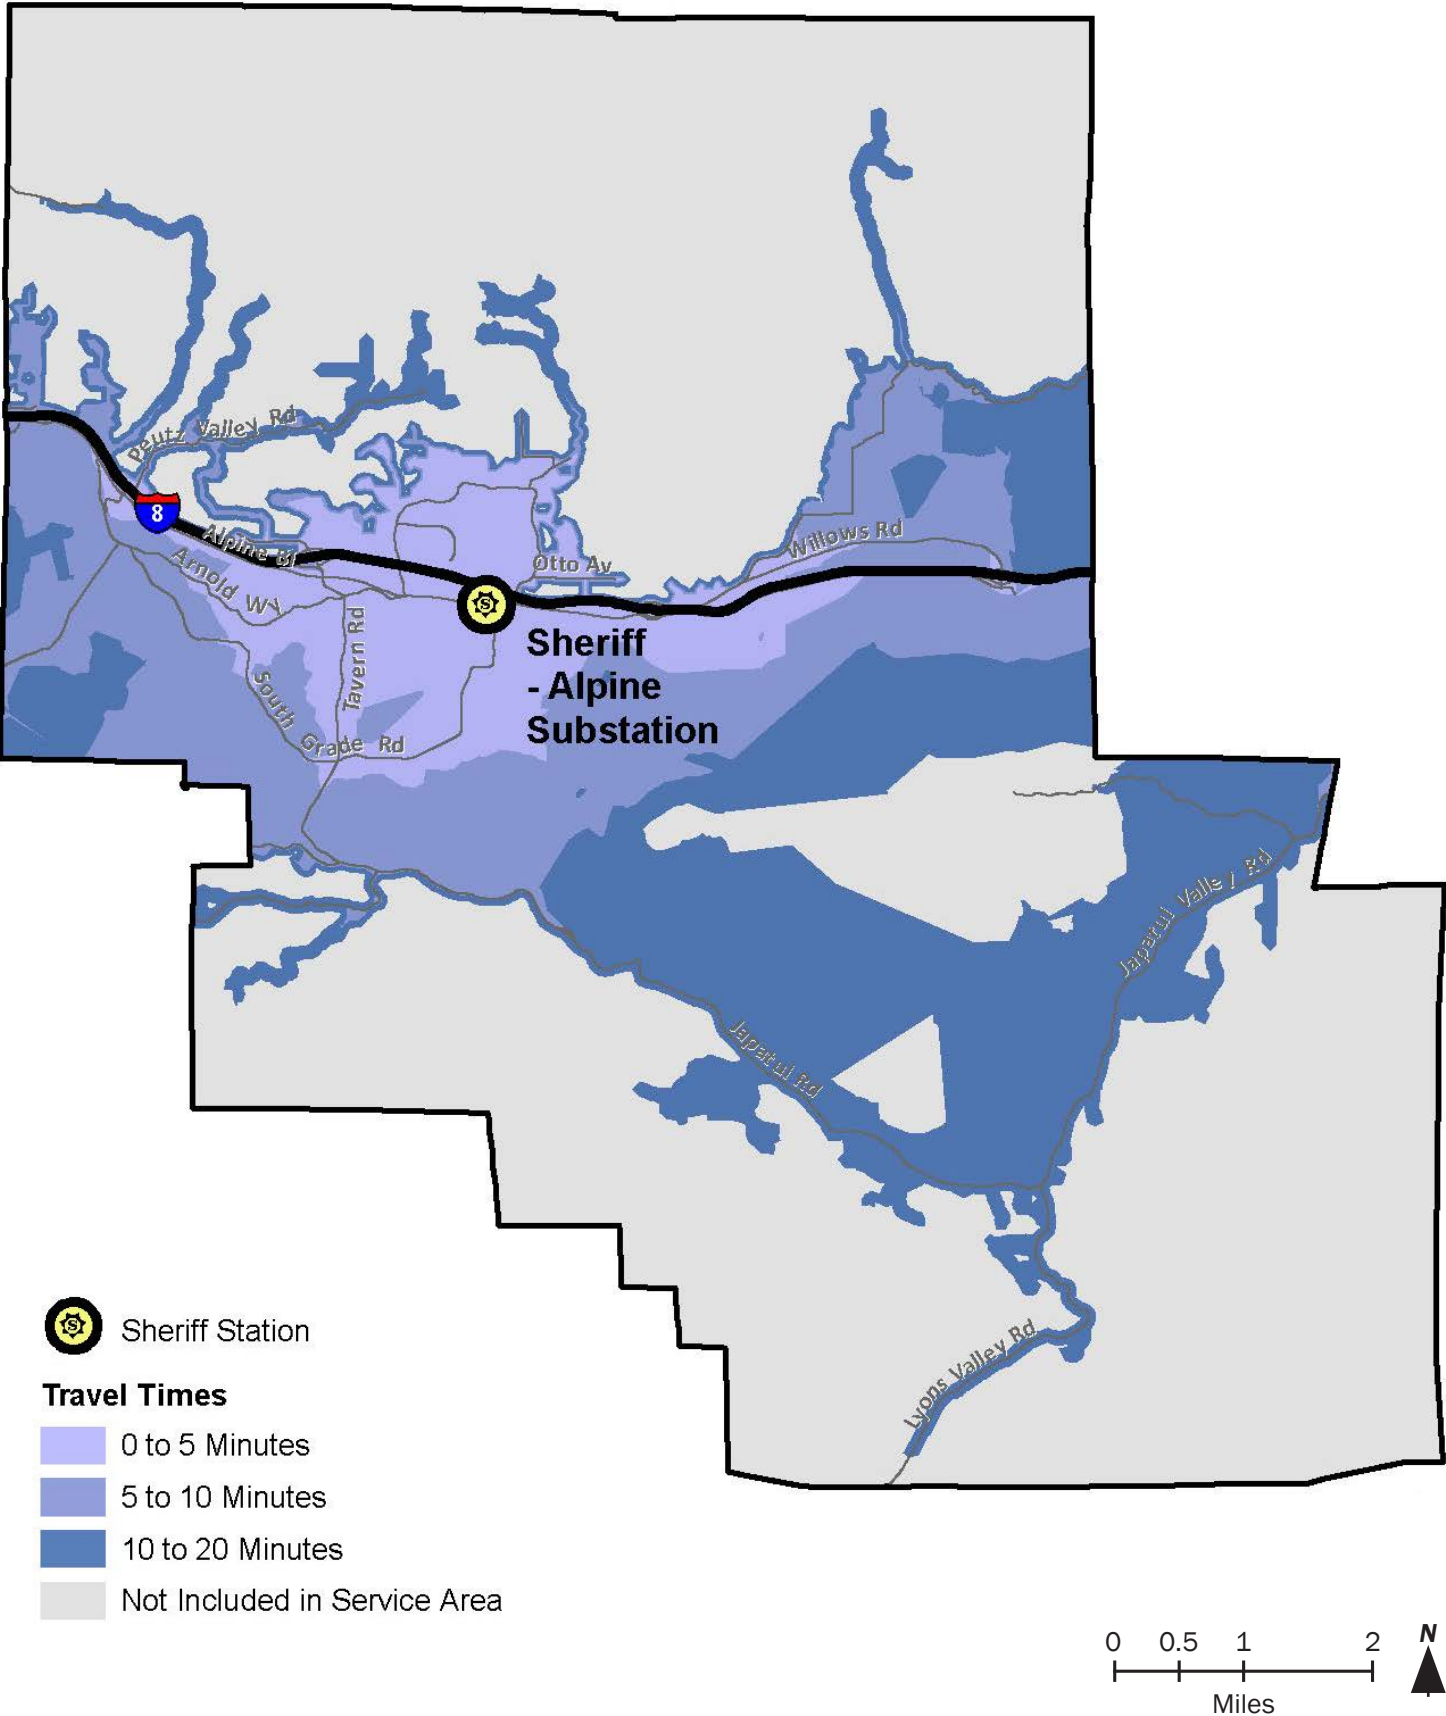 Peutz Valley Rd
8
Alpine Bl
Arnold Wy
Otto Av
Willows Rd
S
Sheriff
- Alpine
Substation
Tavern Rd
South Grade Rd
Japatul Valley Rd
Japatul Rd
Lyons Valley Rd
S
Sheriff Station
Travel Times
0 to 5 Minutes
5 to 10 Minutes
10 to 20 Minutes
Not Included in Service Area
0 0.5 1 2
Miles
N